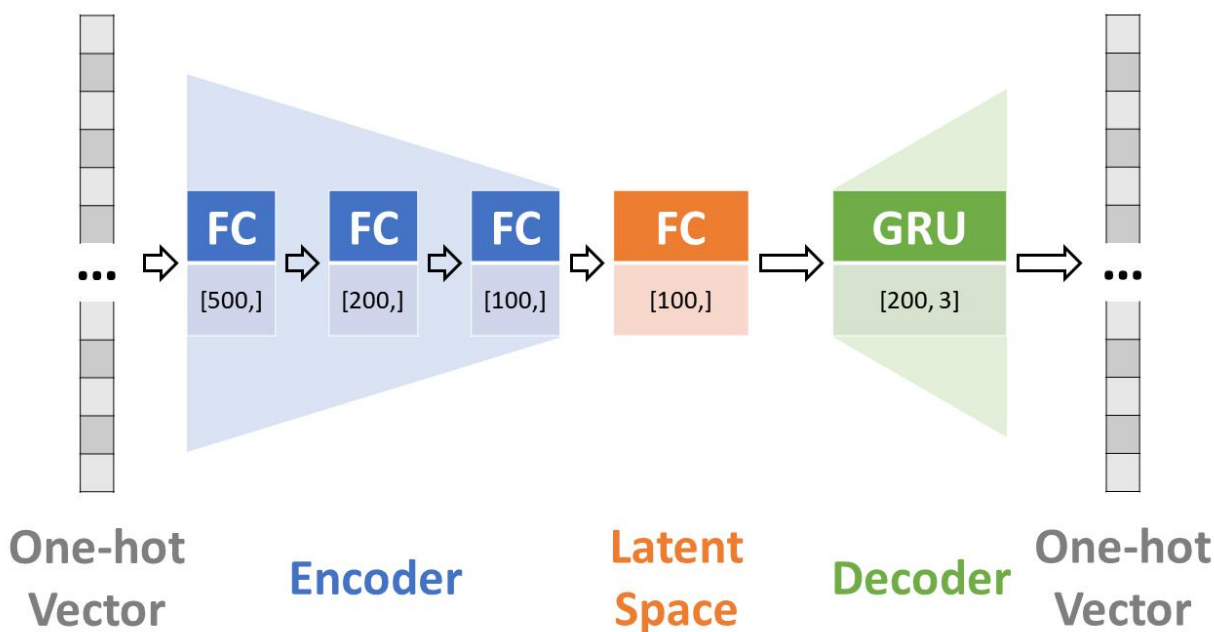 ...
FC
FC
FC
FC
GRU
...
[500,]
[200,]
[100,]
[100,]
[200, 3]
One-hot
Vector
Encoder
Latent
Space
Decoder
One-hot
Vector